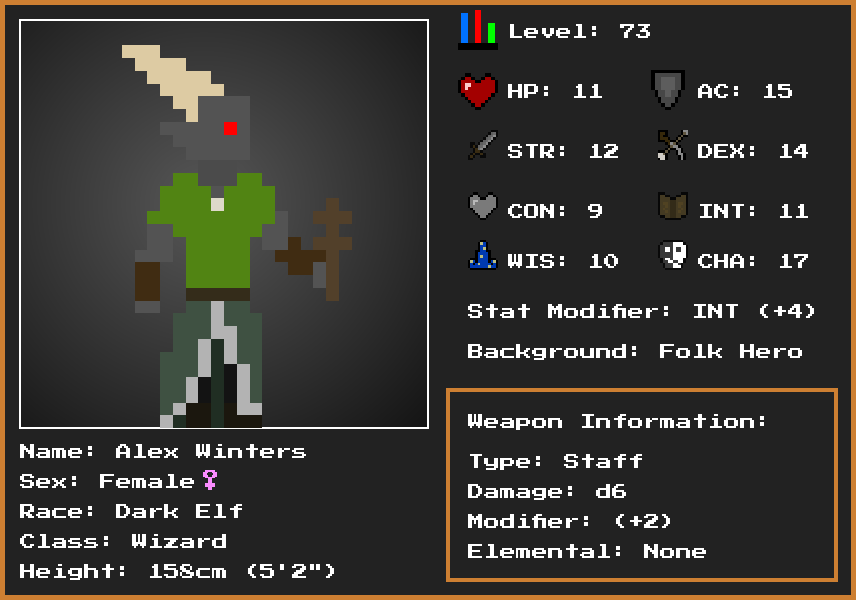 Level: 73
HP: 11
AC: 15
STR: 12
DEX: 14
CON: 9
INT: 11
WIS: 10
CHA: 17
Stat Modifier: INT (+4)
Background: Folk Hero
Weapon Information:
Type: Staff
Damage: d6
Modifier: (+2)
Elemental: None
Name: Alex Winters
Sex: Female♀
Race: Dark Elf
Class: Wizard
Height: 158cm (5'2")